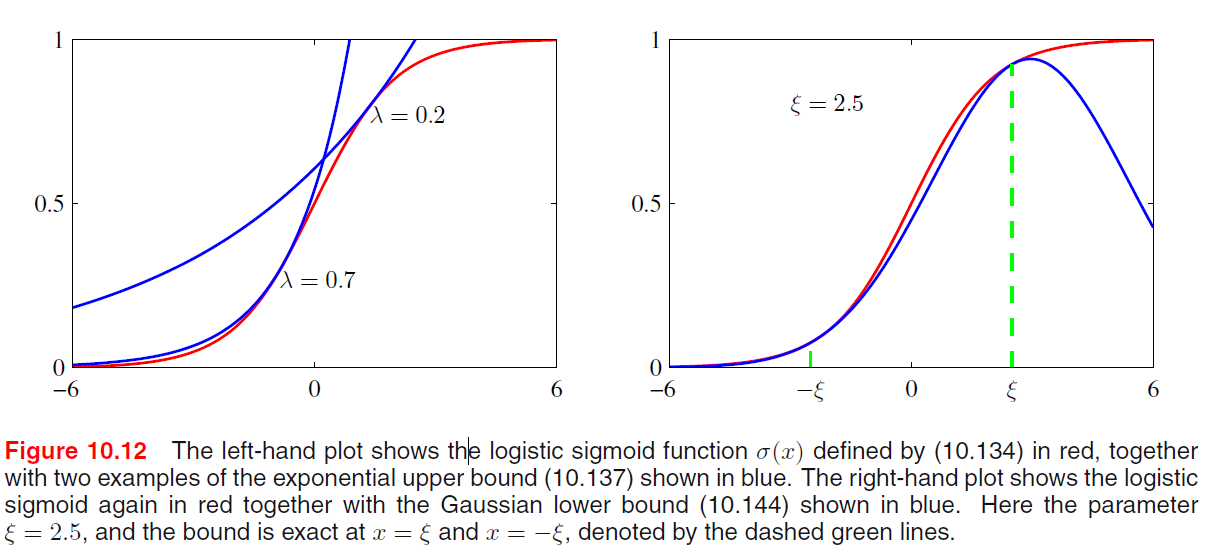 1
0.5
0
−6
0
6
λ = 0.2
λ = 0.7
1
0.5
0
−6
−ξ
0
ξ
6
ξ = 2.5
Figure 10.12 The left-hand plot shows the logistic sigmoid function σ(x) defined by (10.134) in red, together
with two examples of the exponential upper bound (10.137) shown in blue. The right-hand plot shows the logistic
sigmoid again in red together with the Gaussian lower bound (10.144) shown in blue. Here the parameter
ξ = 2.5, and the bound is exact at x = ξ and x = −ξ, denoted by the dashed green lines.